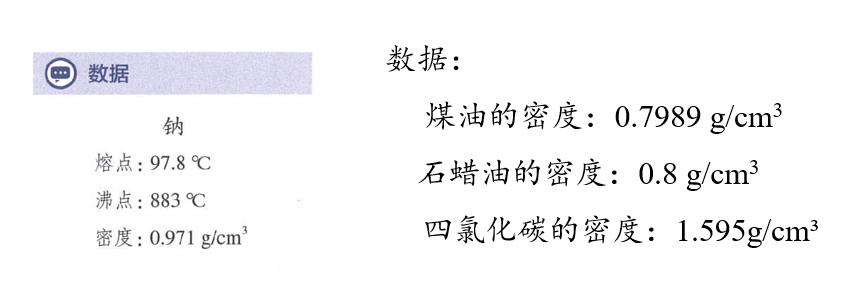 数据
钠
熔点：97.8 ℃
沸点：883 ℃
密度：0.971 g/cm³
数据：
煤油的密度：0.7989 g/cm³
石蜡油的密度：0.8 g/cm³
四氯化碳的密度：1.595g/cm³